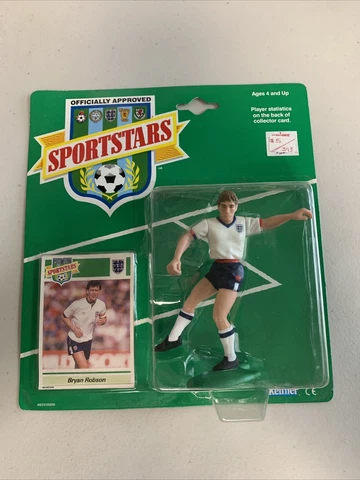 OFFICIALLY APPROVED
SPORTSTARS
Ages 4 and Up
Player statistics
on the back of
collector card.
SPORTSTARS
Bryan Robson
Kenner CE